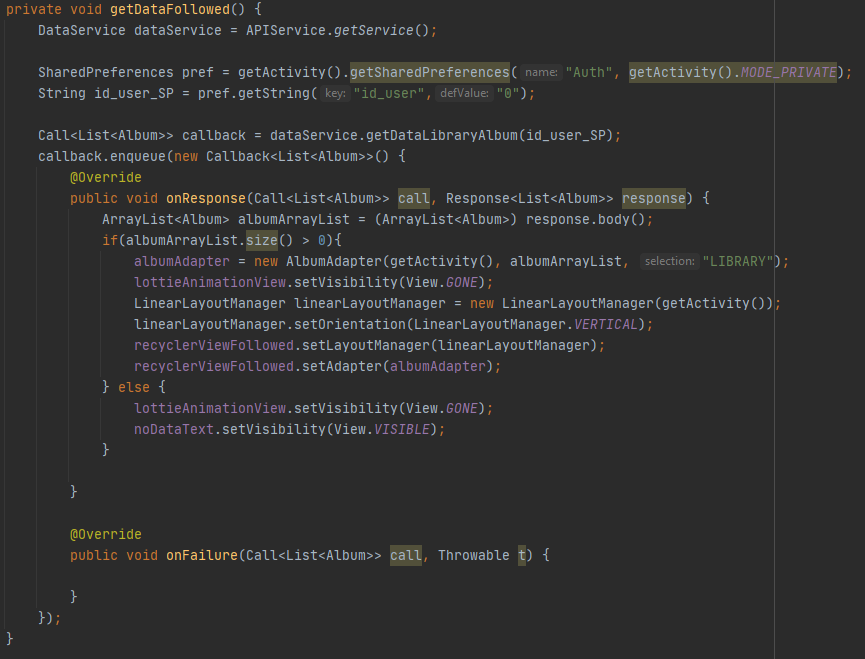 private void getDataFollowed() {
DataService dataService = APIService.getService();
SharedPreferences pref = getActivity().getSharedPreferences( name: "Auth", getActivity().MODE_PRIVATE);
String id_user_SP = pref.getString( key: "id_user", defValue: "0");
Call<List<Album>> callback = dataService.getDataLibraryAlbum(id_user_SP);
callback.enqueue(new Callback<List<Album>>() {
@Override
public void onResponse(Call<List<Album>> call, Response<List<Album>> response) {
ArrayList<Album> albumArrayList = (ArrayList<Album>) response.body();
if(albumArrayList.size() > 0){
albumAdapter = new AlbumAdapter(getActivity(), albumArrayList, selection: "LIBRARY");
lottieAnimationView.setVisibility(View.GONE);
LinearLayoutManager linearLayoutManager = new LinearLayoutManager(getActivity());
linearLayoutManager.setOrientation(LinearLayoutManager.VERTICAL);
recyclerViewFollowed.setLayoutManager(linearLayoutManager);
recyclerViewFollowed.setAdapter(albumAdapter);
} else {
lottieAnimationView.setVisibility(View.GONE);
noDataText.setVisibility(View.VISIBLE);
}
}
@Override
public void onFailure(Call<List<Album>> call, Throwable t) {
}
});
}